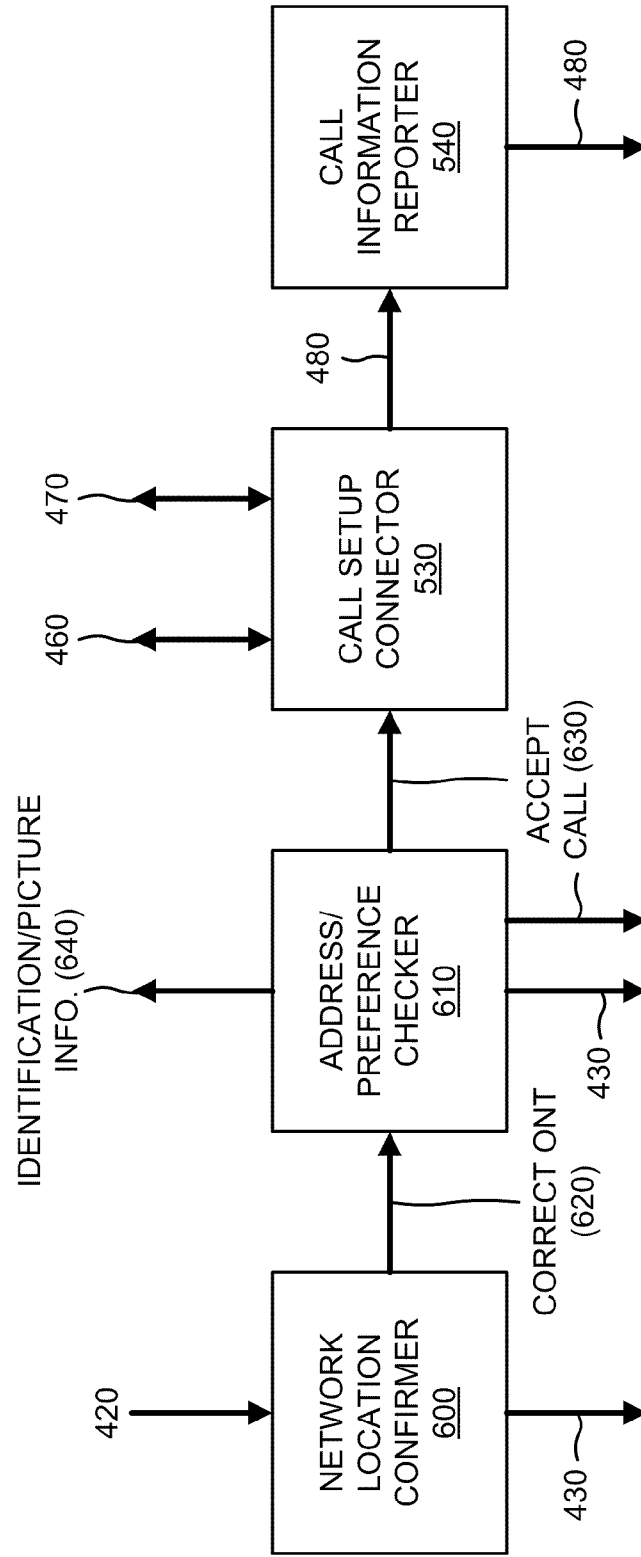 420
NETWORK
LOCATION
CONFIRMER
600
430
CORRECT ONT
(620)
IDENTIFICATION/PICTURE
INFO. (640)
ADDRESS/
PREFERENCE
CHECKER
610
430
ACCEPT
CALL (630)
460
470
CALL SETUP
CONNECTOR
530
480
CALL
INFORMATION
REPORTER
540
480